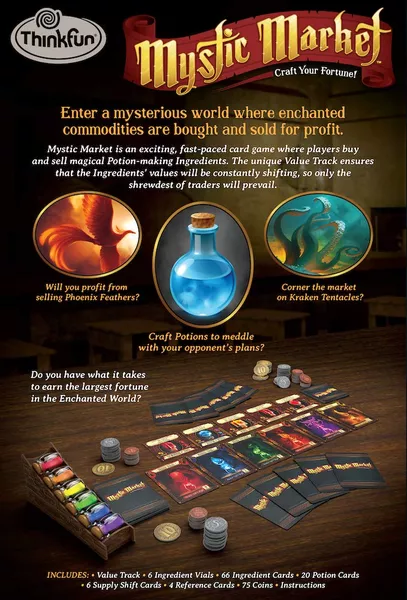 ThinkFun®
Mystic Market™
Craft Your Fortune!
Enter a mysterious world where enchanted
commodities are bought and sold for profit.
Mystic Market is an exciting, fast-paced card game where players buy
and sell magical Potion-making Ingredients. The unique Value Track ensures
that the Ingredients' values will be constantly shifting, so only the
shrewdest of traders will prevail.
Will you profit from
selling Phoenix Feathers?
Corner the market
on Kraken Tentacles?
Craft Potions to meddle
with your opponent's plans?
Do you have what it takes
to earn the largest fortune
in the Enchanted World?
Mystic Market
Mystic Market
10
10
INCLUDES: • Value Track • 6 Ingredient Vials • 66 Ingredient Cards • 20 Potion Cards
• 6 Supply Shift Cards • 4 Reference Cards • 75 Coins • Instructions